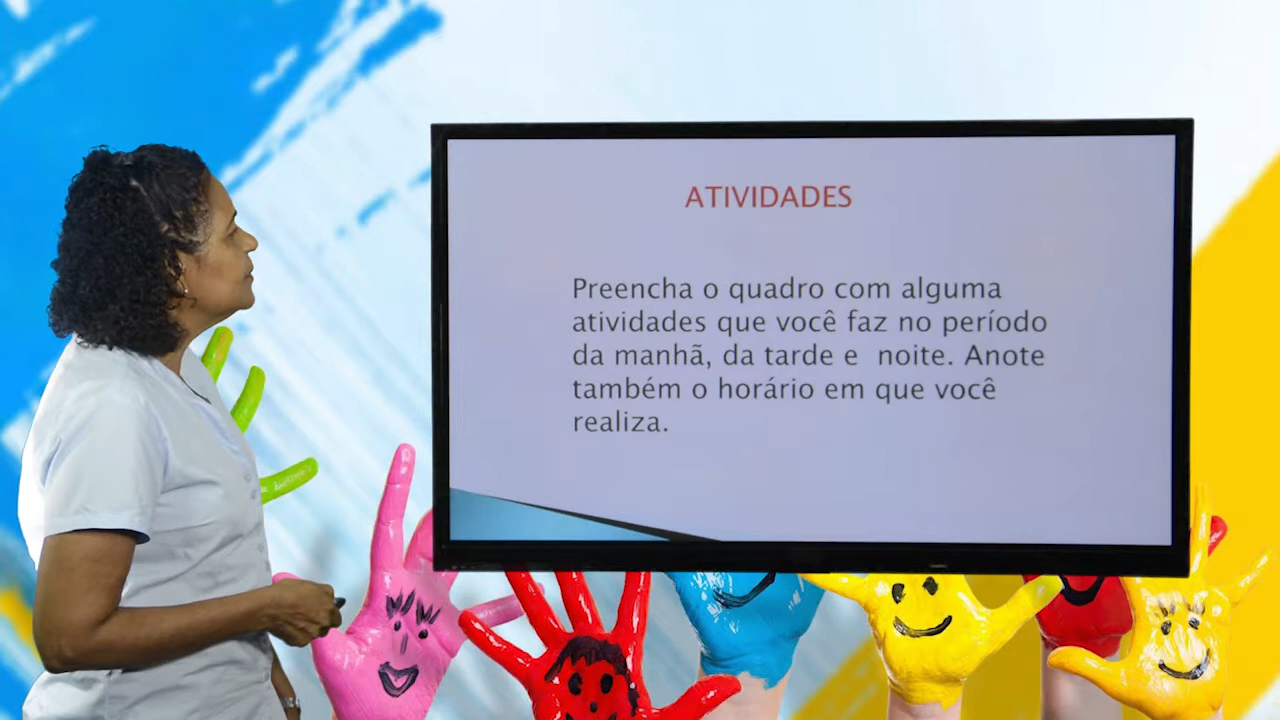 ATIVIDADES
Preencha o quadro com alguma
atividades que você faz no período
da manhã, da tarde e noite. Anote
também o horário em que você
realiza.